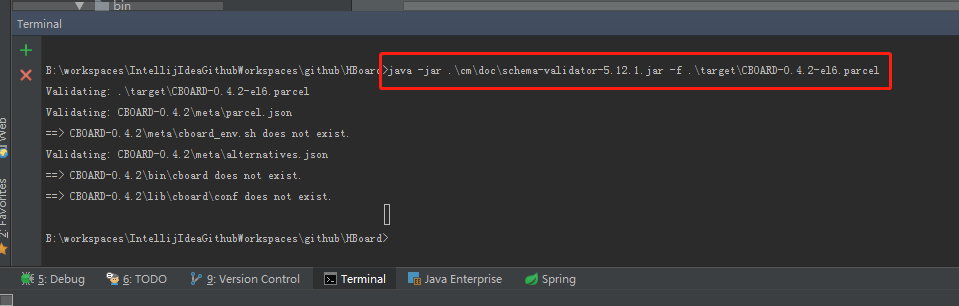 bin
Terminal
B:\workspaces\IntellijIdeaGithubWorkspaces\github\HBoard>java -jar .\cm\doc\schema-validator-5.12.1.jar -f .\target\CBOARD-0.4.2-el6.parcel
Validating: .\target\CBOARD-0.4.2-el6.parcel
Validating: CBOARD-0.4.2\meta\parcel.json
==> CBOARD-0.4.2\meta\cboard_env.sh does not exist.
Validating: CBOARD-0.4.2\meta\alternatives.json
==> CBOARD-0.4.2\bin\cboard does not exist.
==> CBOARD-0.4.2\lib\cboard\conf does not exist.
B:\workspaces\IntellijIdeaGithubWorkspaces\github\HBoard>
Web
2: Favorites
5: Debug
6: TODO
9: Version Control
Terminal
Java Enterprise
Spring